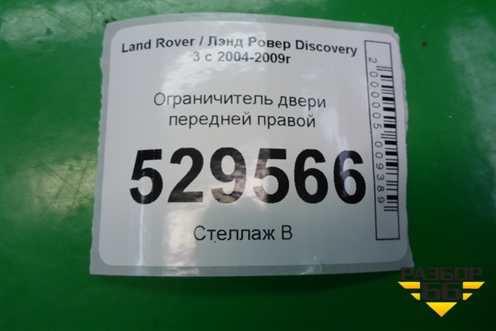 Land Rover / Лэнд Ровер Discovery
3 с 2004-2009г
Ограничитель двери
передней правой
529566
Стеллаж В
2000005009389
РАЗБОР
66